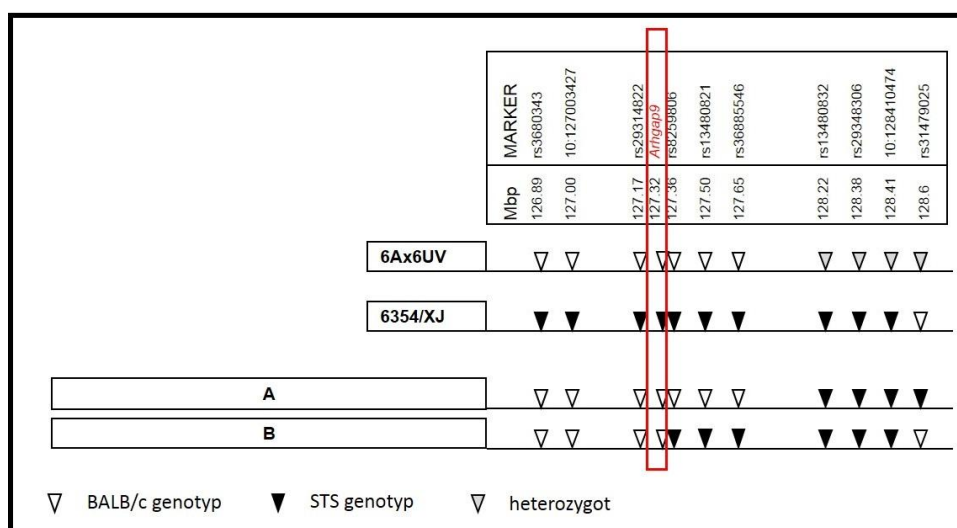 MARKER
rs3680343
10:127003427
rs29314822
Arhgap9
rs8259806
rs13480821
rs36885546
rs13480832
rs29348306
10:128410474
rs31479025
Mbp
126.89
127.00
127.17
127.32
127.36
127.50
127.65
128.22
128.38
128.41
128.6
6Ax6UV
6354/XJ
A
B
BALB/c genotyp
STS genotyp
heterozygot